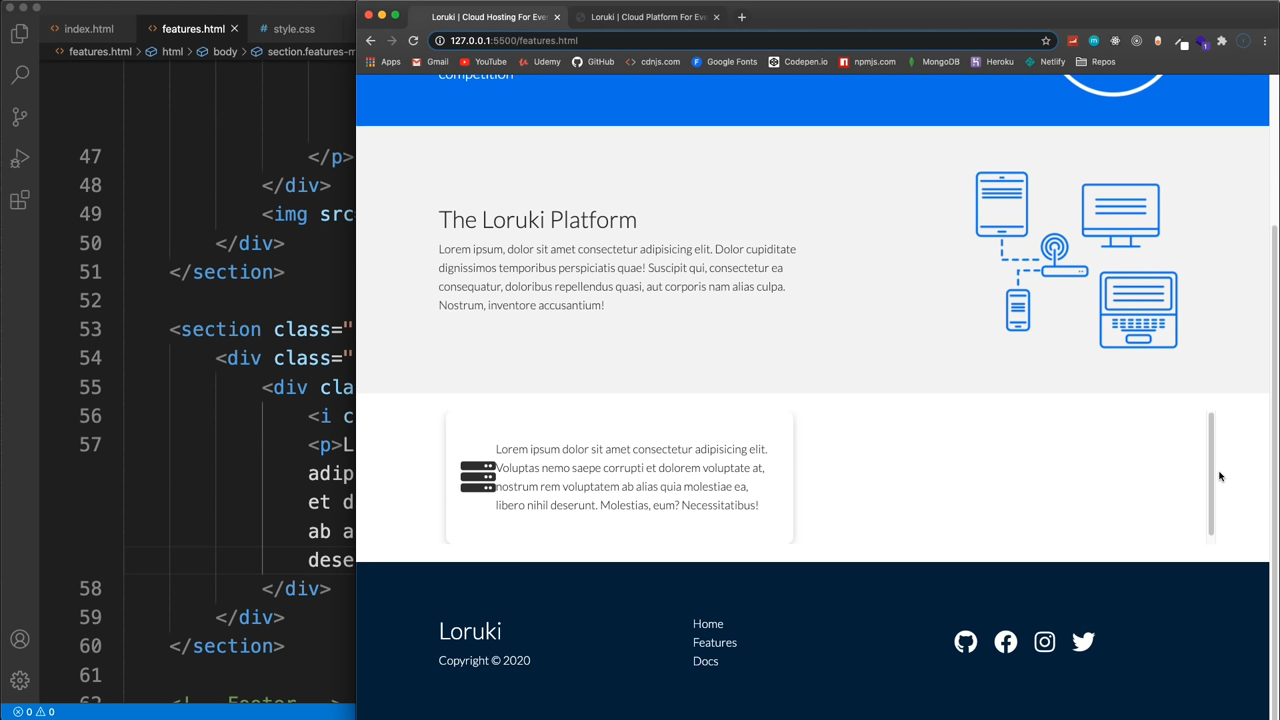 index.html
features.html
style.css
features.html
html
body
section.features-m
47
</p>
48
</div>
49
<img src
50
</div>
51
</section>
52
53
<section class="
54
<div class="
55
<div cla
56
<i c
57
<p>L
adip
et d
ab a
dese
58
</div>
59
</div>
60
</section>
61
0 0
Loruki | Cloud Hosting For Ever
Loruki | Cloud Platform For Ev
127.0.0.1:5500/features.html
Apps
Gmail
YouTube
Udemy
GitHub
cdnjs.com
Google Fonts
Codepen.io
npmjs.com
MongoDB
Heroku
Netlify
Repos
competition
The Loruki Platform
Lorem ipsum, dolor sit amet consectetur adipisicing elit. Dolor cupiditate
dignissimos temporibus perspiciatis quae! Suscipit qui, consectetur ea
consequatur, doloribus repellendus quasi, aut corporis nam alias culpa.
Nostrum, inventore accusantium!
Lorem ipsum dolor sit amet consectetur adipisicing elit.
Voluptas nemo saepe corrupti et dolorem voluptate at,
nostrum rem voluptatem ab alias quia molestiae ea,
libero nihil deserunt. Molestias, eum? Necessitatibus!
Loruki
Copyright © 2020
Home
Features
Docs